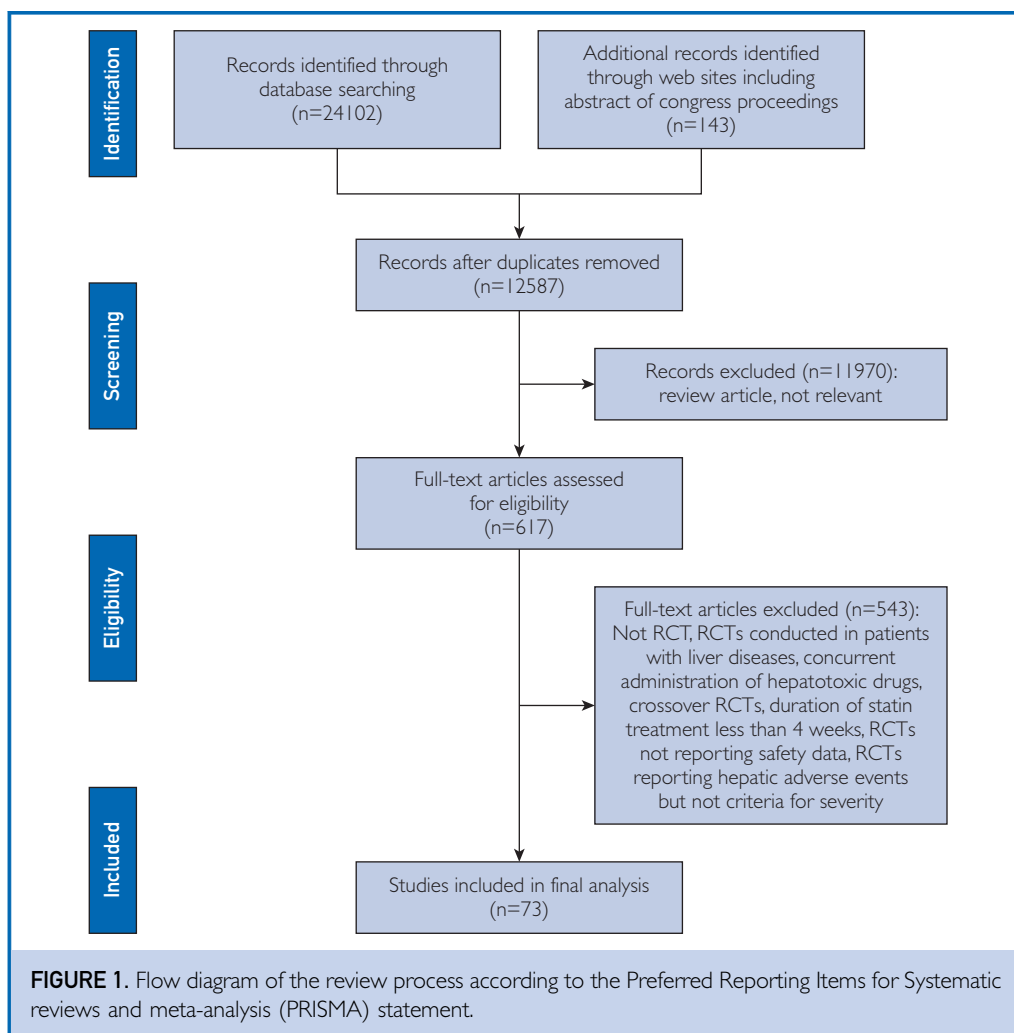 Identification
Records identified through
database searching
(n=24102)
Additional records identified
through web sites including
abstract of congress proceedings
(n=143)
Screening
Records after duplicates removed
(n=12587)
Records excluded (n=11970):
review article, not relevant
Eligibility
Full-text articles assessed
for eligibility
(n=617)
Full-text articles excluded (n=543):
Not RCT, RCTs conducted in patients
with liver diseases, concurrent
administration of hepatotoxic drugs,
crossover RCTs, duration of statin
treatment less than 4 weeks, RCTs
not reporting safety data, RCTs
reporting hepatic adverse events
but not criteria for severity
Included
Studies included in final analysis
(n=73)
FIGURE 1. Flow diagram of the review process according to the Preferred Reporting Items for Systematic
reviews and meta-analysis (PRISMA) statement.